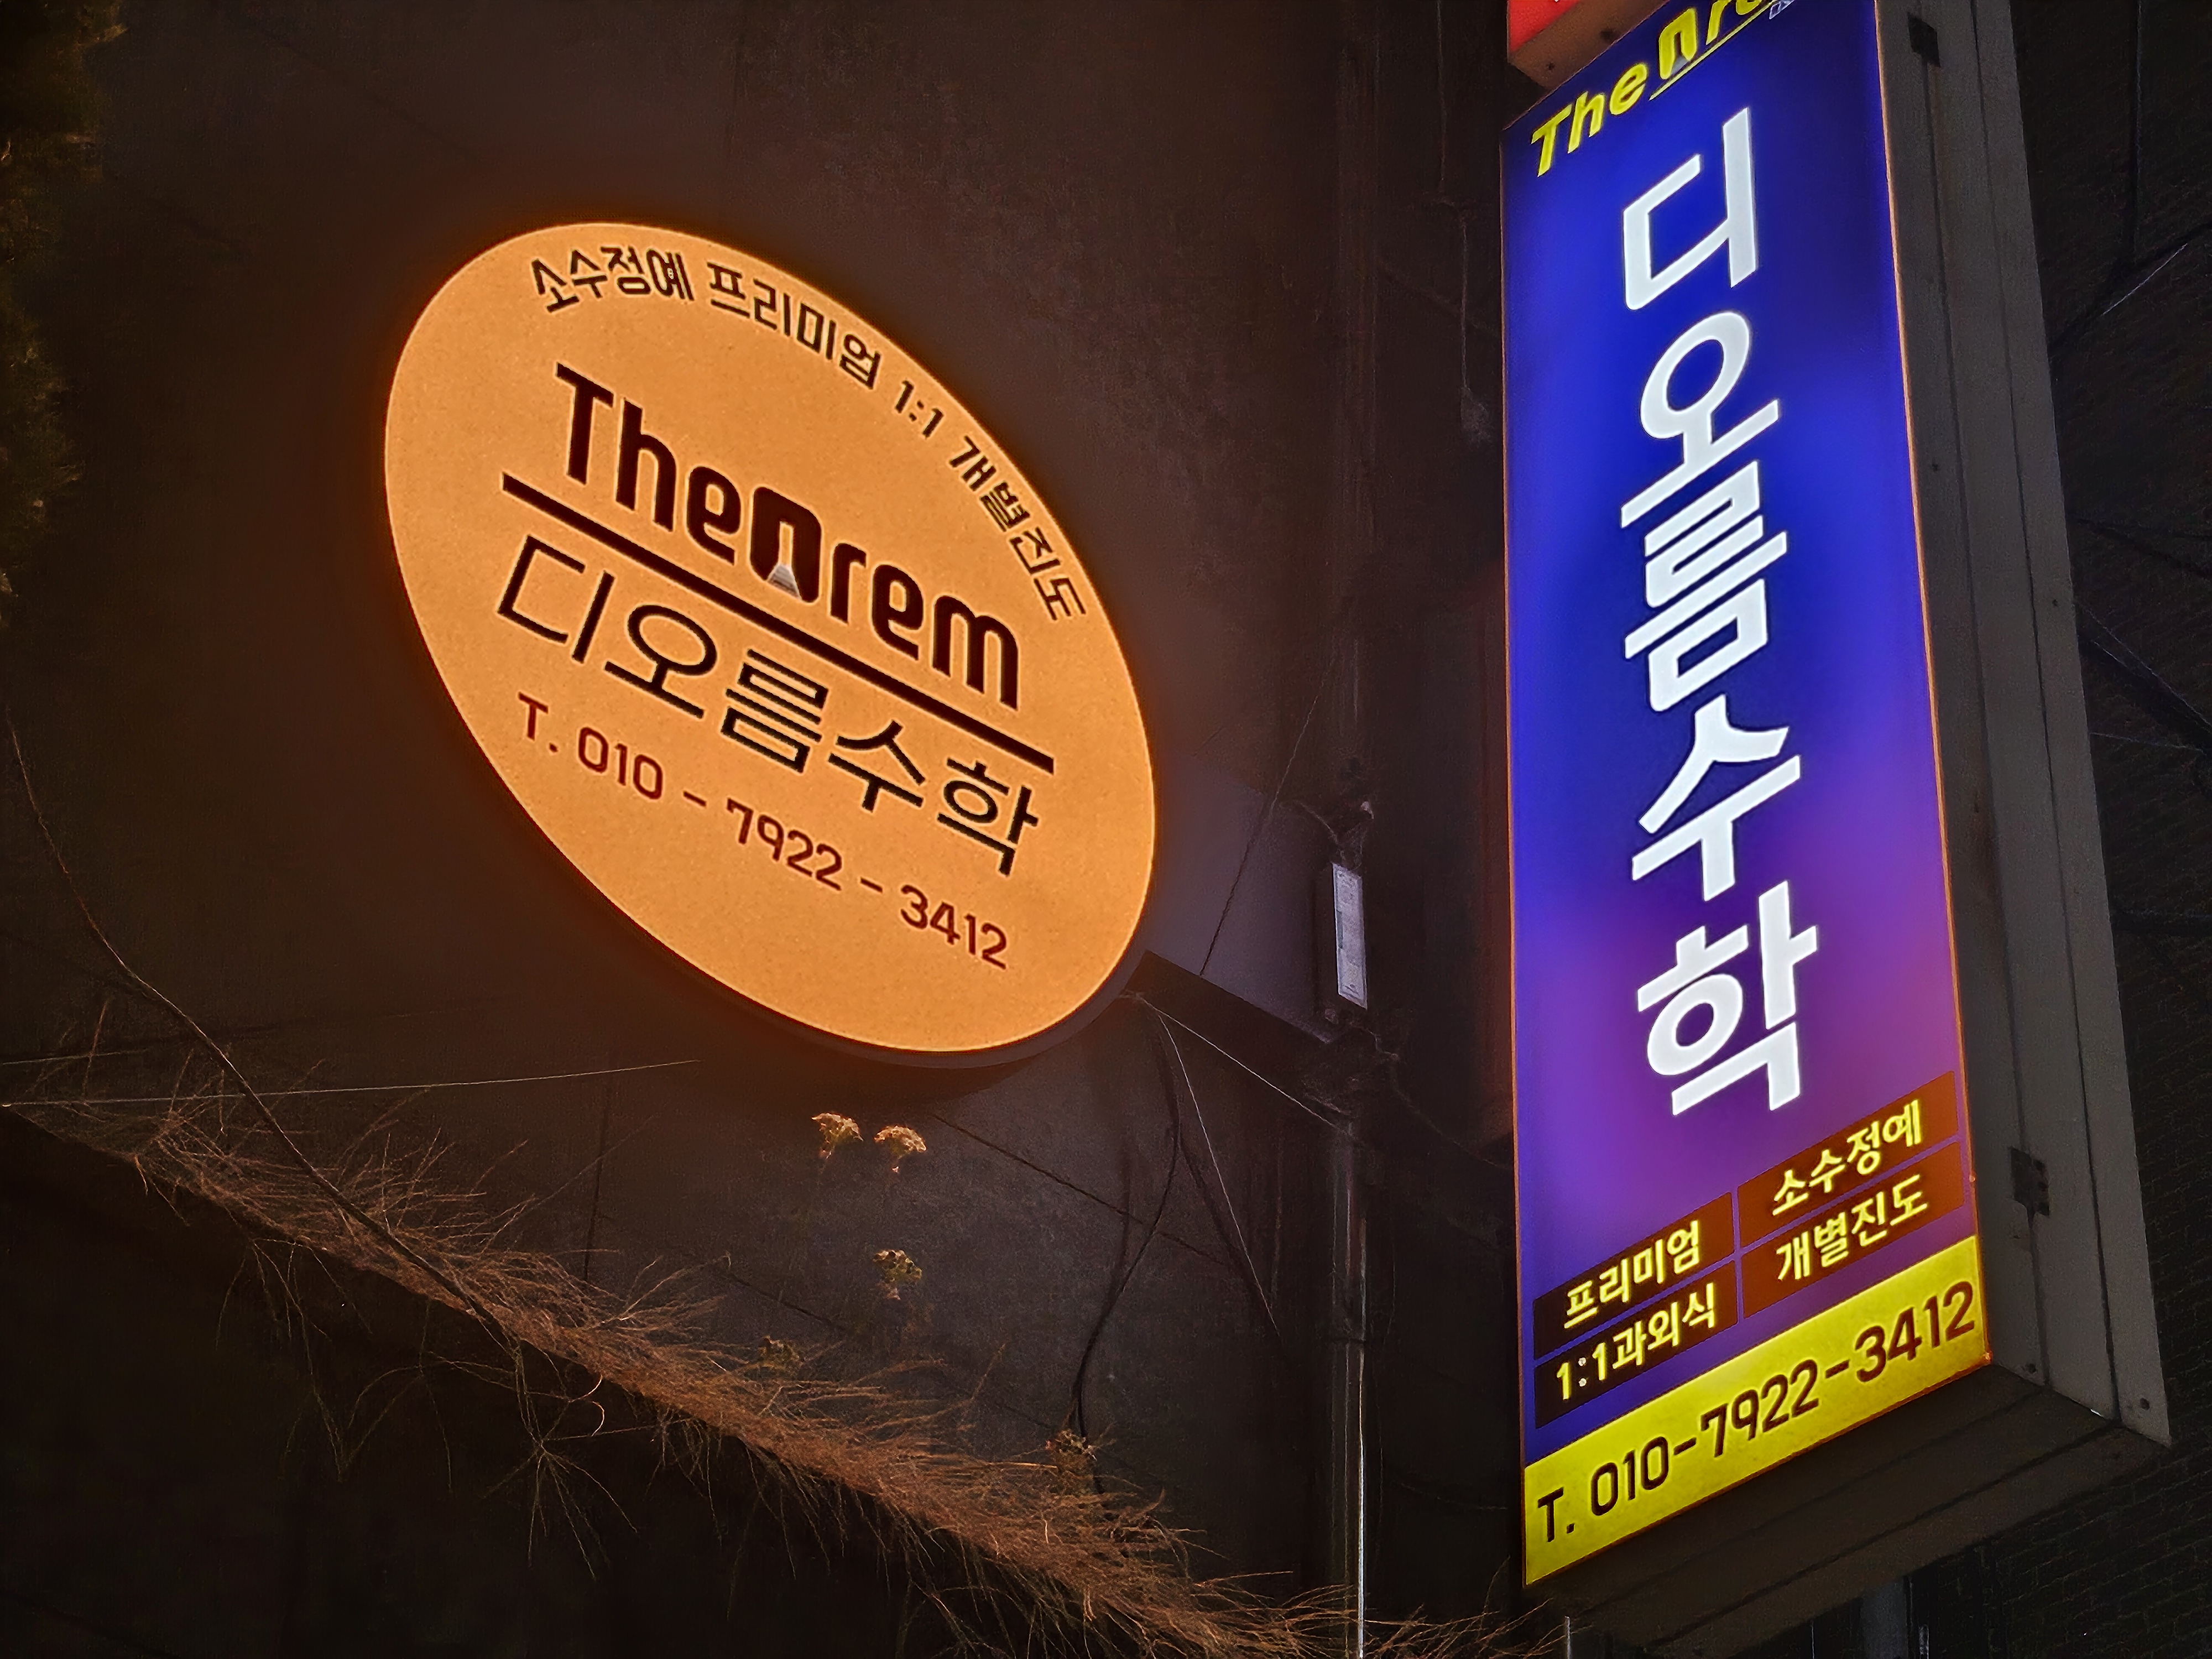 소수정예 프리미엄 1:1 개별진도
Theorem
디오름수학
T. 010 - 7922 - 3412
디오름수학
프리미엄 소수정예
1:1과외식 개별진도
T. 010-7922-3412